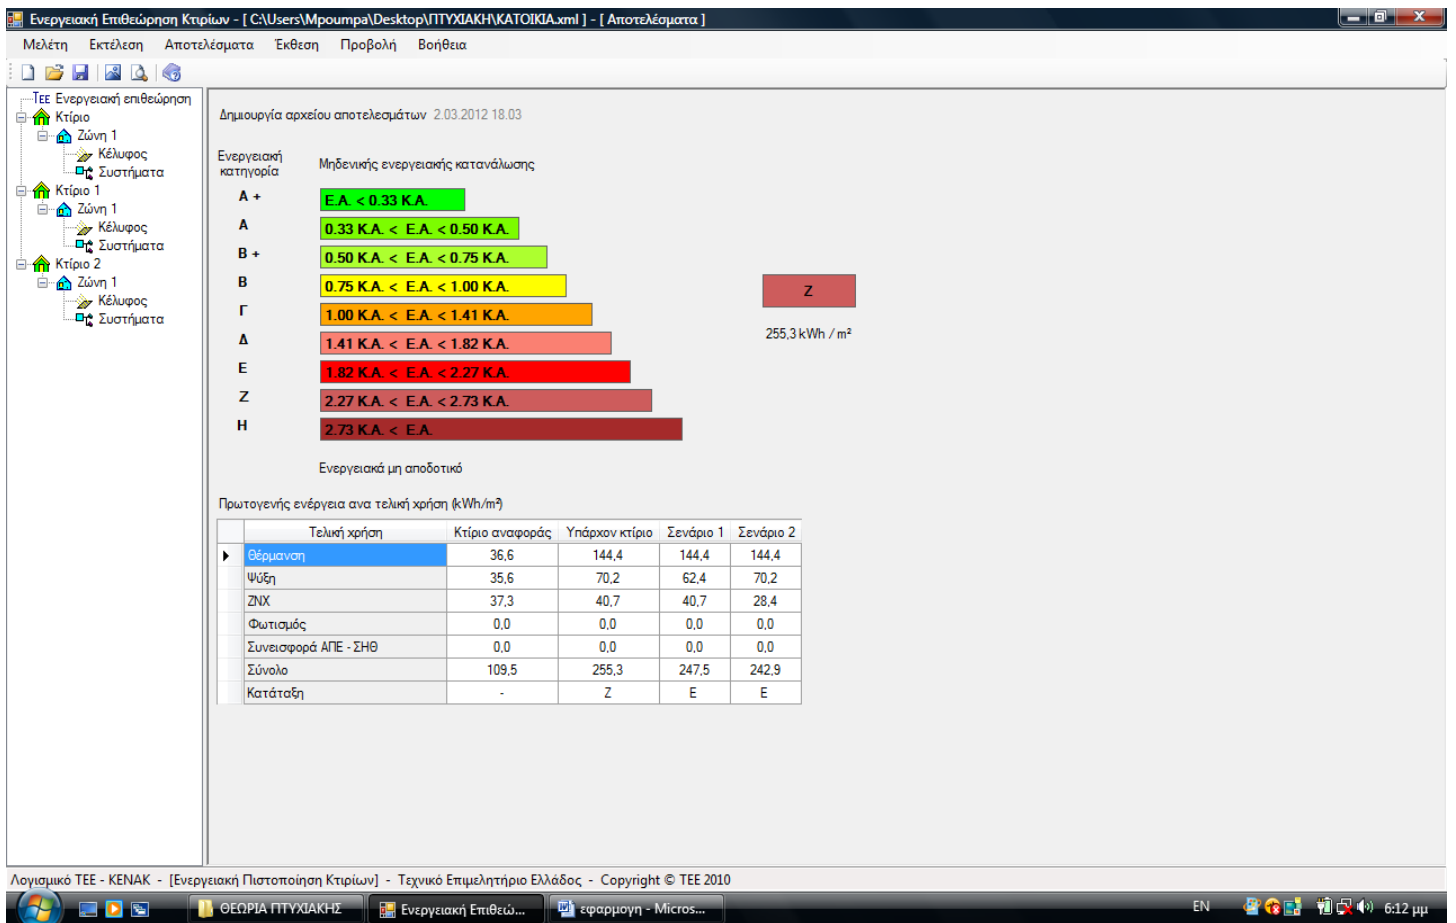 Ενεργειακή Επιθεώρηση Κτιρίων - [ C:\Users\Mpoumpa\Desktop\ΠΤΥΧΙΑΚΗ\ΚΑΤΟΙΚΙΑ.xml ] - [ Αποτελέσματα ]
Μελέτη Εκτέλεση Αποτελέσματα Έκθεση Προβολή Βοήθεια
ΤΕΕ Ενεργειακή επιθεώρηση
Κτίριο
Ζώνη 1
Κέλυφος
Συστήματα
Κτίριο 1
Ζώνη 1
Κέλυφος
Συστήματα
Κτίριο 2
Ζώνη 1
Κέλυφος
Συστήματα
Δημιουργία αρχείου αποτελεσμάτων 2.03.2012 18.03
Ενεργειακή κατηγορία
Μηδενικής ενεργειακής κατανάλωσης
Α + Ε.Α. < 0.33 Κ.Α.
Α 0.33 Κ.Α. < Ε.Α. < 0.50 Κ.Α.
Β + 0.50 Κ.Α. < Ε.Α. < 0.75 Κ.Α.
Β 0.75 Κ.Α. < Ε.Α. < 1.00 Κ.Α.
Γ 1.00 Κ.Α. < Ε.Α. < 1.41 Κ.Α.
Δ 1.41 Κ.Α. < Ε.Α. < 1.82 Κ.Α.
Ε 1.82 Κ.Α. < Ε.Α. < 2.27 Κ.Α.
Ζ 2.27 Κ.Α. < Ε.Α. < 2.73 Κ.Α.
Η 2.73 Κ.Α. < Ε.Α.
Ζ
255,3 kWh / m²
Ενεργειακά μη αποδοτικό
Πρωτογενής ενέργεια ανα τελική χρήση (kWh/m²)
Τελική χρήση Κτίριο αναφοράς Υπάρχον κτίριο Σενάριο 1 Σενάριο 2
Θέρμανση 36,6 144,4 144,4 144,4
Ψύξη 35,6 70,2 62,4 70,2
ΖΝΧ 37,3 40,7 40,7 28,4
Φωτισμός 0,0 0,0 0,0 0,0
Συνεισφορά ΑΠΕ - ΣΗΘ 0,0 0,0 0,0 0,0
Σύνολο 109,5 255,3 247,5 242,9
Κατάταξη - Ζ Ε Ε
Λογισμικό ΤΕΕ - ΚΕΝΑΚ - [Ενεργειακή Πιστοποίηση Κτιρίων] - Τεχνικό Επιμελητήριο Ελλάδος - Copyright © ΤΕΕ 2010
ΘΕΩΡΙΑ ΠΤΥΧΙΑΚΗΣ Ενεργειακή Επιθεώ... εφαρμογη - Micros... EN 6:12 μμ